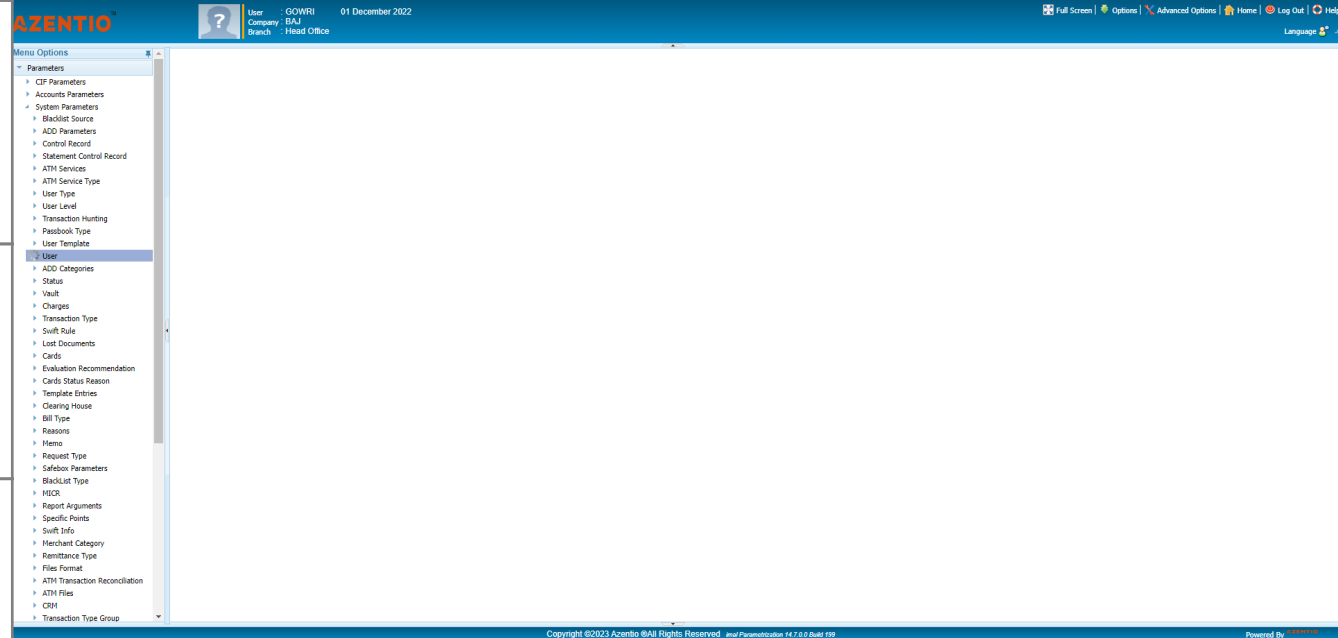 AZENTIO™
User : GOWRI 01 December 2022
Company : BAJ
Branch : Head Office
Full Screen | Options | Advanced Options | Home | Log Out | Help
Language
Menu Options
Parameters
CIF Parameters
Accounts Parameters
System Parameters
Blacklist Source
ADD Parameters
Control Record
Statement Control Record
ATM Services
ATM Service Type
User Type
User Level
Transaction Hunting
Passbook Type
User Template
User
ADD Categories
Status
Vault
Charges
Transaction Type
Swift Rule
Lost Documents
Cards
Evaluation Recommendation
Cards Status Reason
Template Entries
Clearing House
Bill Type
Reasons
Memo
Request Type
Safebox Parameters
BlackList Type
MICR
Report Arguments
Specific Points
Swift Info
Merchant Category
Remittance Type
Files Format
ATM Transaction Reconciliation
ATM Files
CRM
Transaction Type Group
Copyright ©2023 Azentio ®All Rights Reserved imal Parametrization 14.7.0.0 Build 199
Powered By AZENTIO